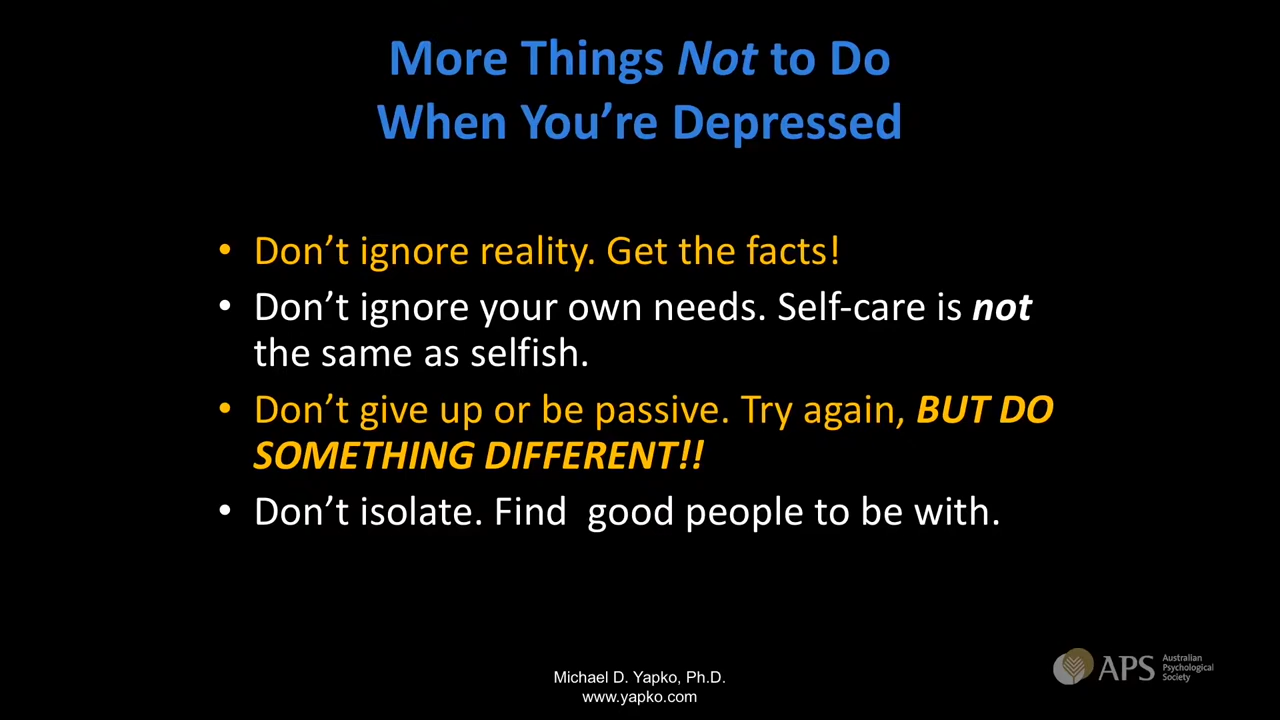 More Things Not to Do
When You're Depressed
• Don't ignore reality. Get the facts!
• Don't ignore your own needs. Self-care is not
the same as selfish.
• Don't give up or be passive. Try again, BUT DO
SOMETHING DIFFERENT!!
• Don't isolate. Find  good people to be with.
Michael D. Yapko, Ph.D.
www.yapko.com
APS
Australian
Psychological
Society